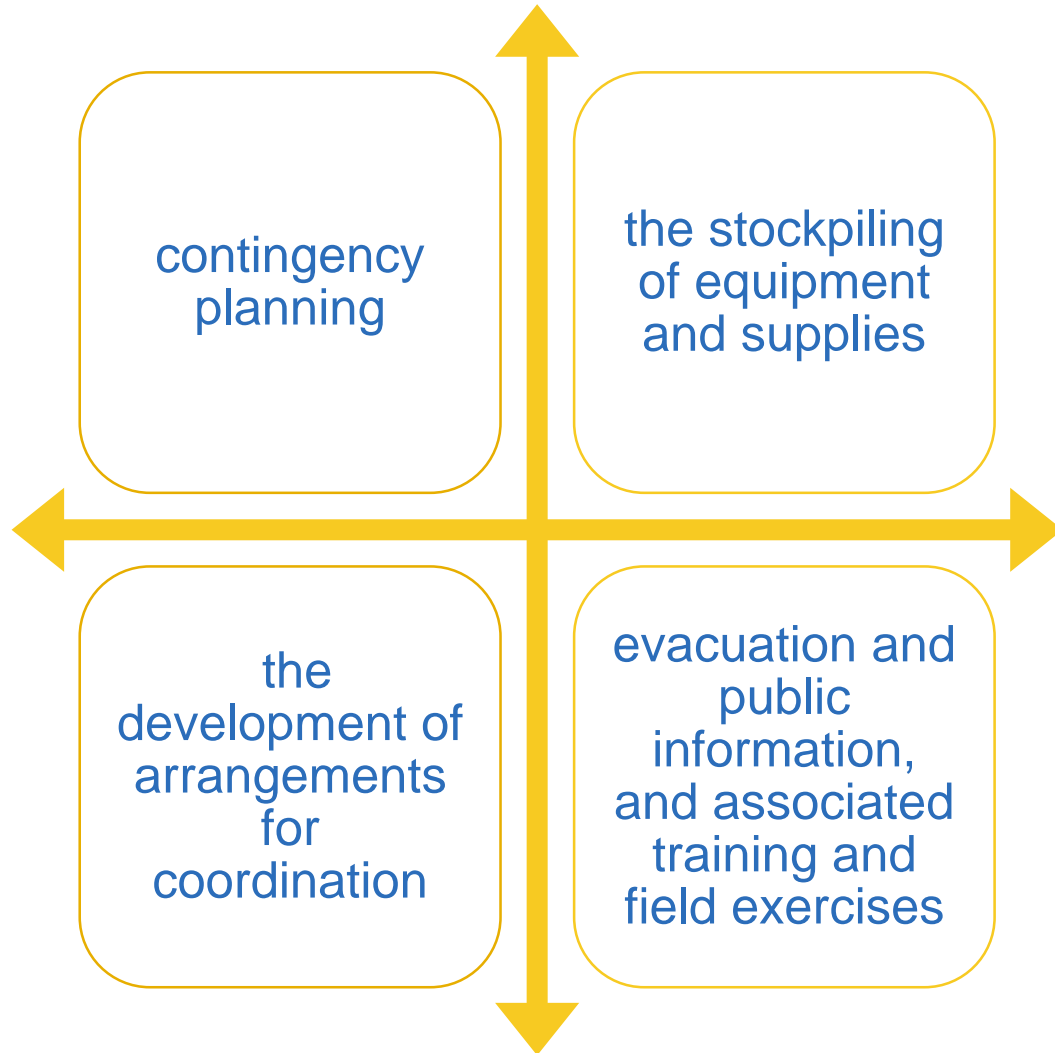 contingency
planning
the stockpiling
of equipment
and supplies
the
development of
arrangements
for
coordination
evacuation and
public
information,
and associated
training and
field exercises